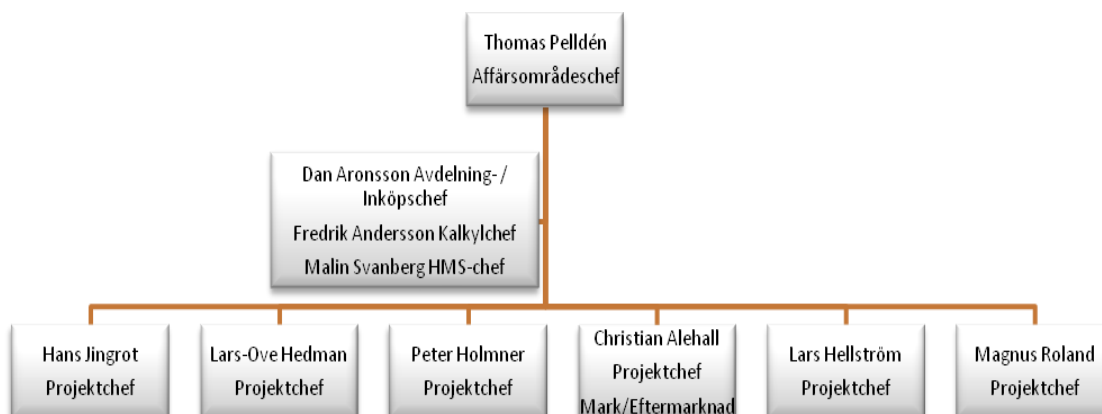 Thomas Pelldén
Affärsområdeschef
Dan Aronsson Avdelning- /
Inköpschef
Fredrik Andersson Kalkylchef
Malin Svanberg HMS-chef
Hans Jingrot
Projektchef
Lars-Ove Hedman
Projektchef
Peter Holmner
Projektchef
Christian Alehall
Projektchef
Mark/Eftermarknad
Lars Hellström
Projektchef
Magnus Roland
Projektchef